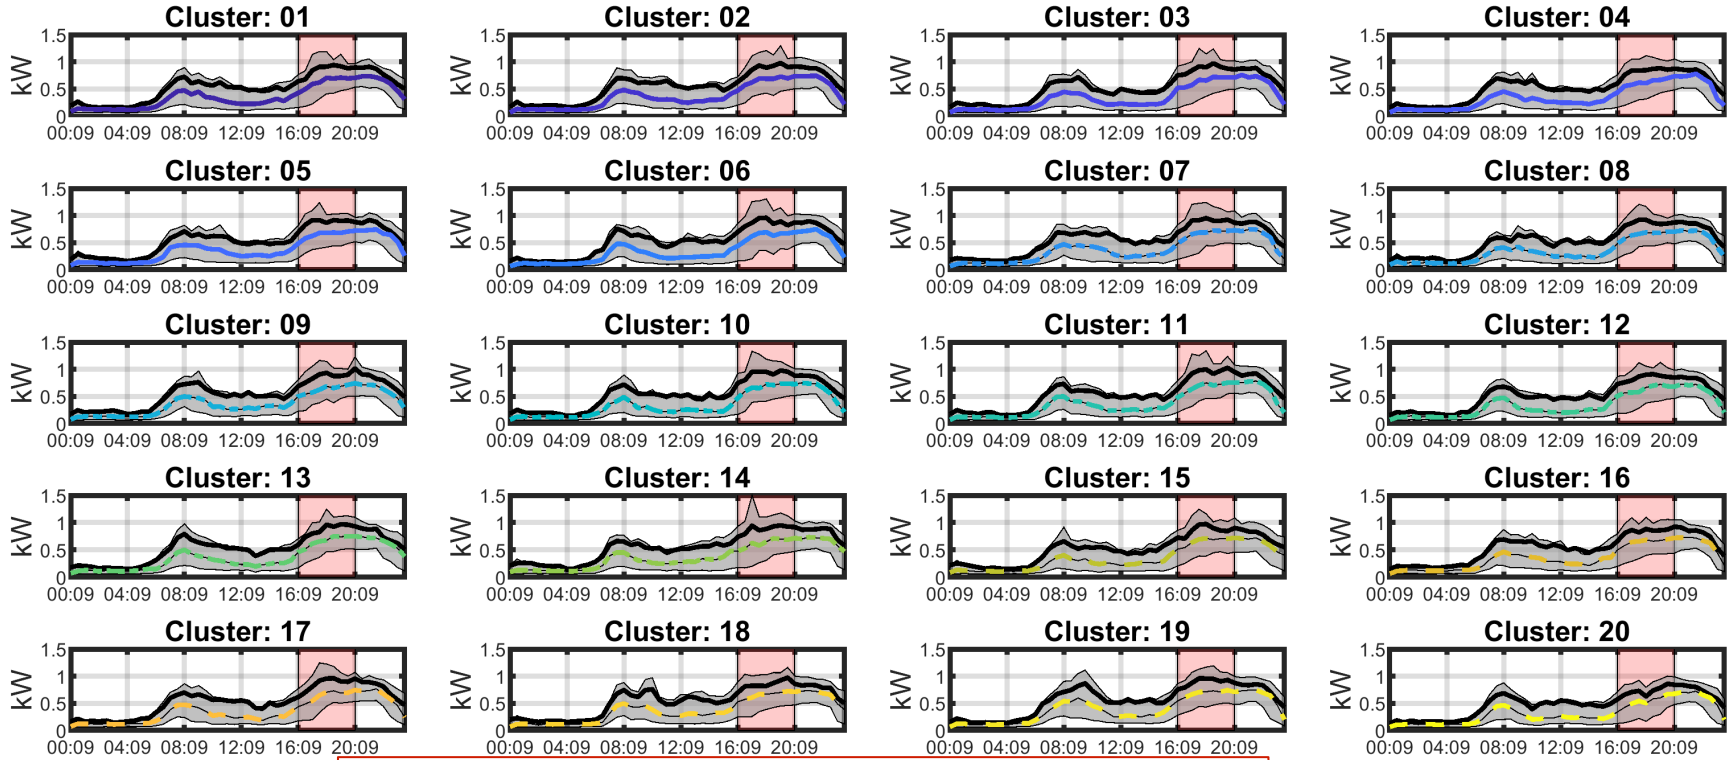 Cluster: 01 Cluster: 02 Cluster: 03 Cluster: 04
kW 1.5 1 0.5 0 kW 1.5 1 0.5 0 kW 1.5 1 0.5 0 kW 1.5 1 0.5 0
00:09 04:09 08:09 12:09 16:09 20:09 00:09 04:09 08:09 12:09 16:09 20:09 00:09 04:09 08:09 12:09 16:09 20:09 00:09 04:09 08:09 12:09 16:09 20:09
Cluster: 05 Cluster: 06 Cluster: 07 Cluster: 08
kW 1.5 1 0.5 0 kW 1.5 1 0.5 0 kW 1.5 1 0.5 0 kW 1.5 1 0.5 0
00:09 04:09 08:09 12:09 16:09 20:09 00:09 04:09 08:09 12:09 16:09 20:09 00:09 04:09 08:09 12:09 16:09 20:09 00:09 04:09 08:09 12:09 16:09 20:09
Cluster: 09 Cluster: 10 Cluster: 11 Cluster: 12
kW 1.5 1 0.5 0 kW 1.5 1 0.5 0 kW 1.5 1 0.5 0 kW 1.5 1 0.5 0
00:09 04:09 08:09 12:09 16:09 20:09 00:09 04:09 08:09 12:09 16:09 20:09 00:09 04:09 08:09 12:09 16:09 20:09 00:09 04:09 08:09 12:09 16:09 20:09
Cluster: 13 Cluster: 14 Cluster: 15 Cluster: 16
kW 1.5 1 0.5 0 kW 1.5 1 0.5 0 kW 1.5 1 0.5 0 kW 1.5 1 0.5 0
00:09 04:09 08:09 12:09 16:09 20:09 00:09 04:09 08:09 12:09 16:09 20:09 00:09 04:09 08:09 12:09 16:09 20:09 00:09 04:09 08:09 12:09 16:09 20:09
Cluster: 17 Cluster: 18 Cluster: 19 Cluster: 20
kW 1.5 1 0.5 0 kW 1.5 1 0.5 0 kW 1.5 1 0.5 0 kW 1.5 1 0.5 0
00:09 04:09 08:09 12:09 16:09 20:09 00:09 04:09 08:09 12:09 16:09 20:09 00:09 04:09 08:09 12:09 16:09 20:09 00:09 04:09 08:09 12:09 16:09 20:09